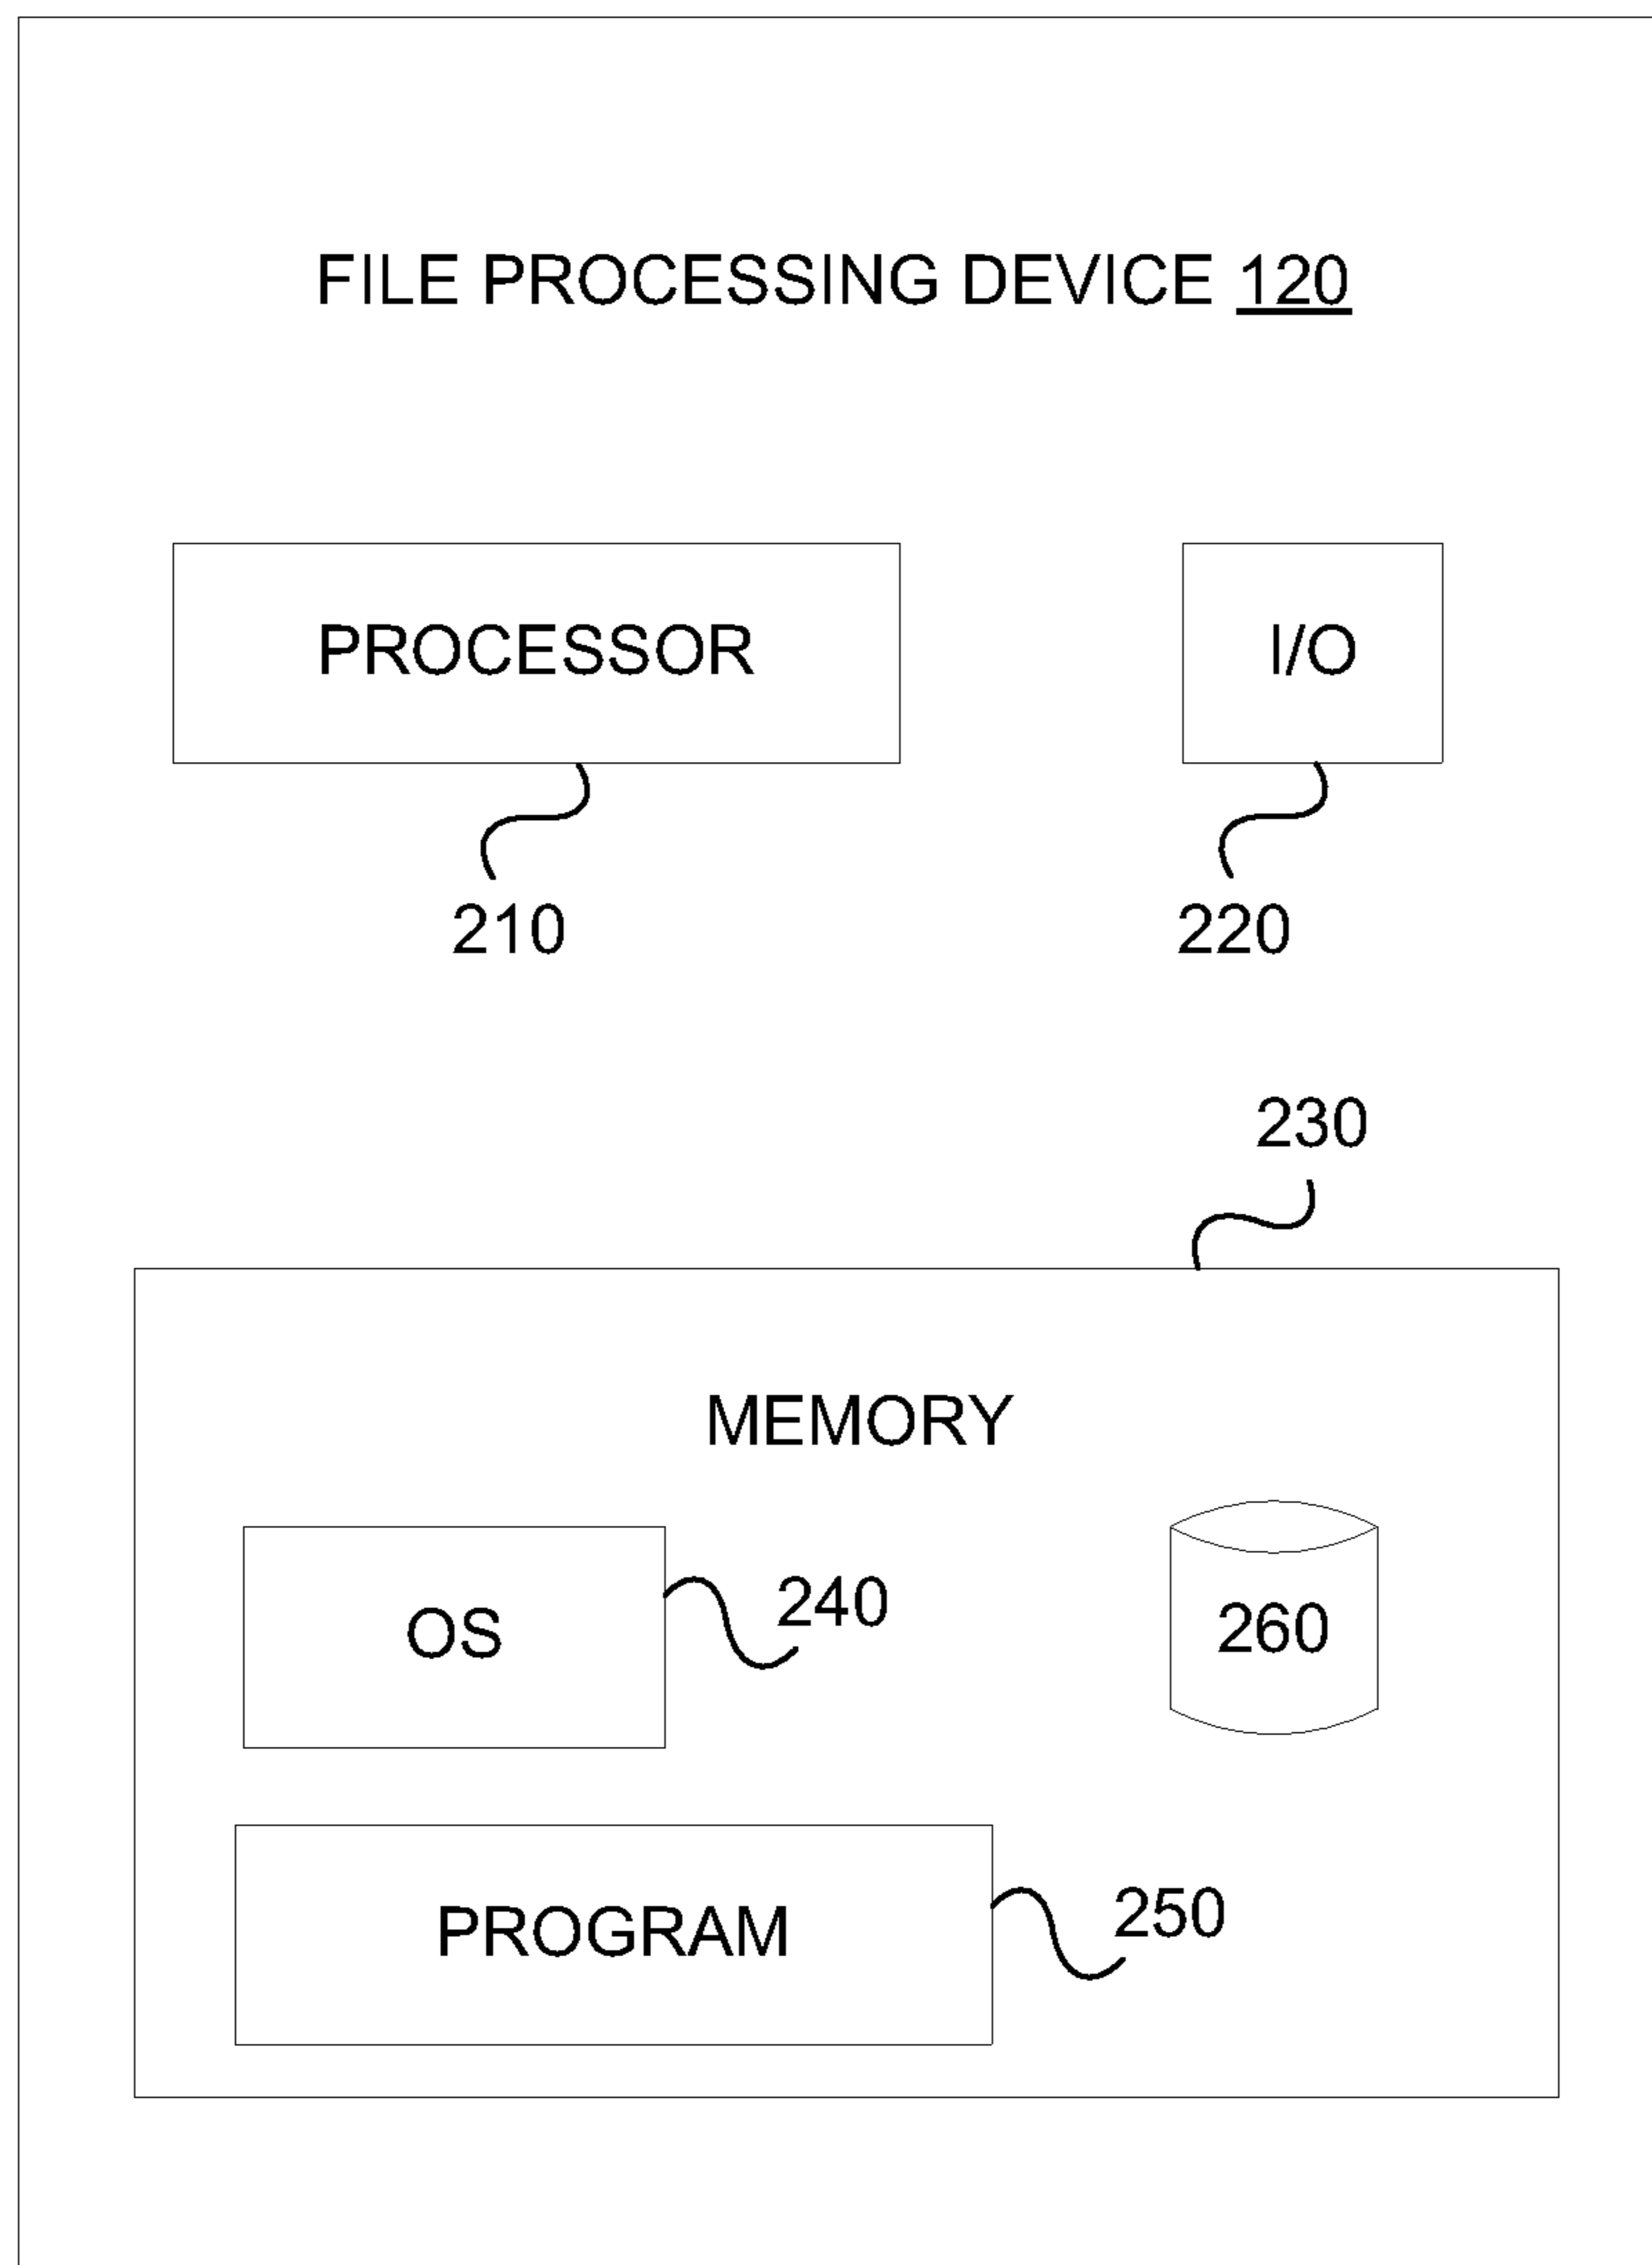 FILE PROCESSING DEVICE 120
PROCESSOR
I/O
210
220
230
MEMORY
OS
240
260
PROGRAM
250